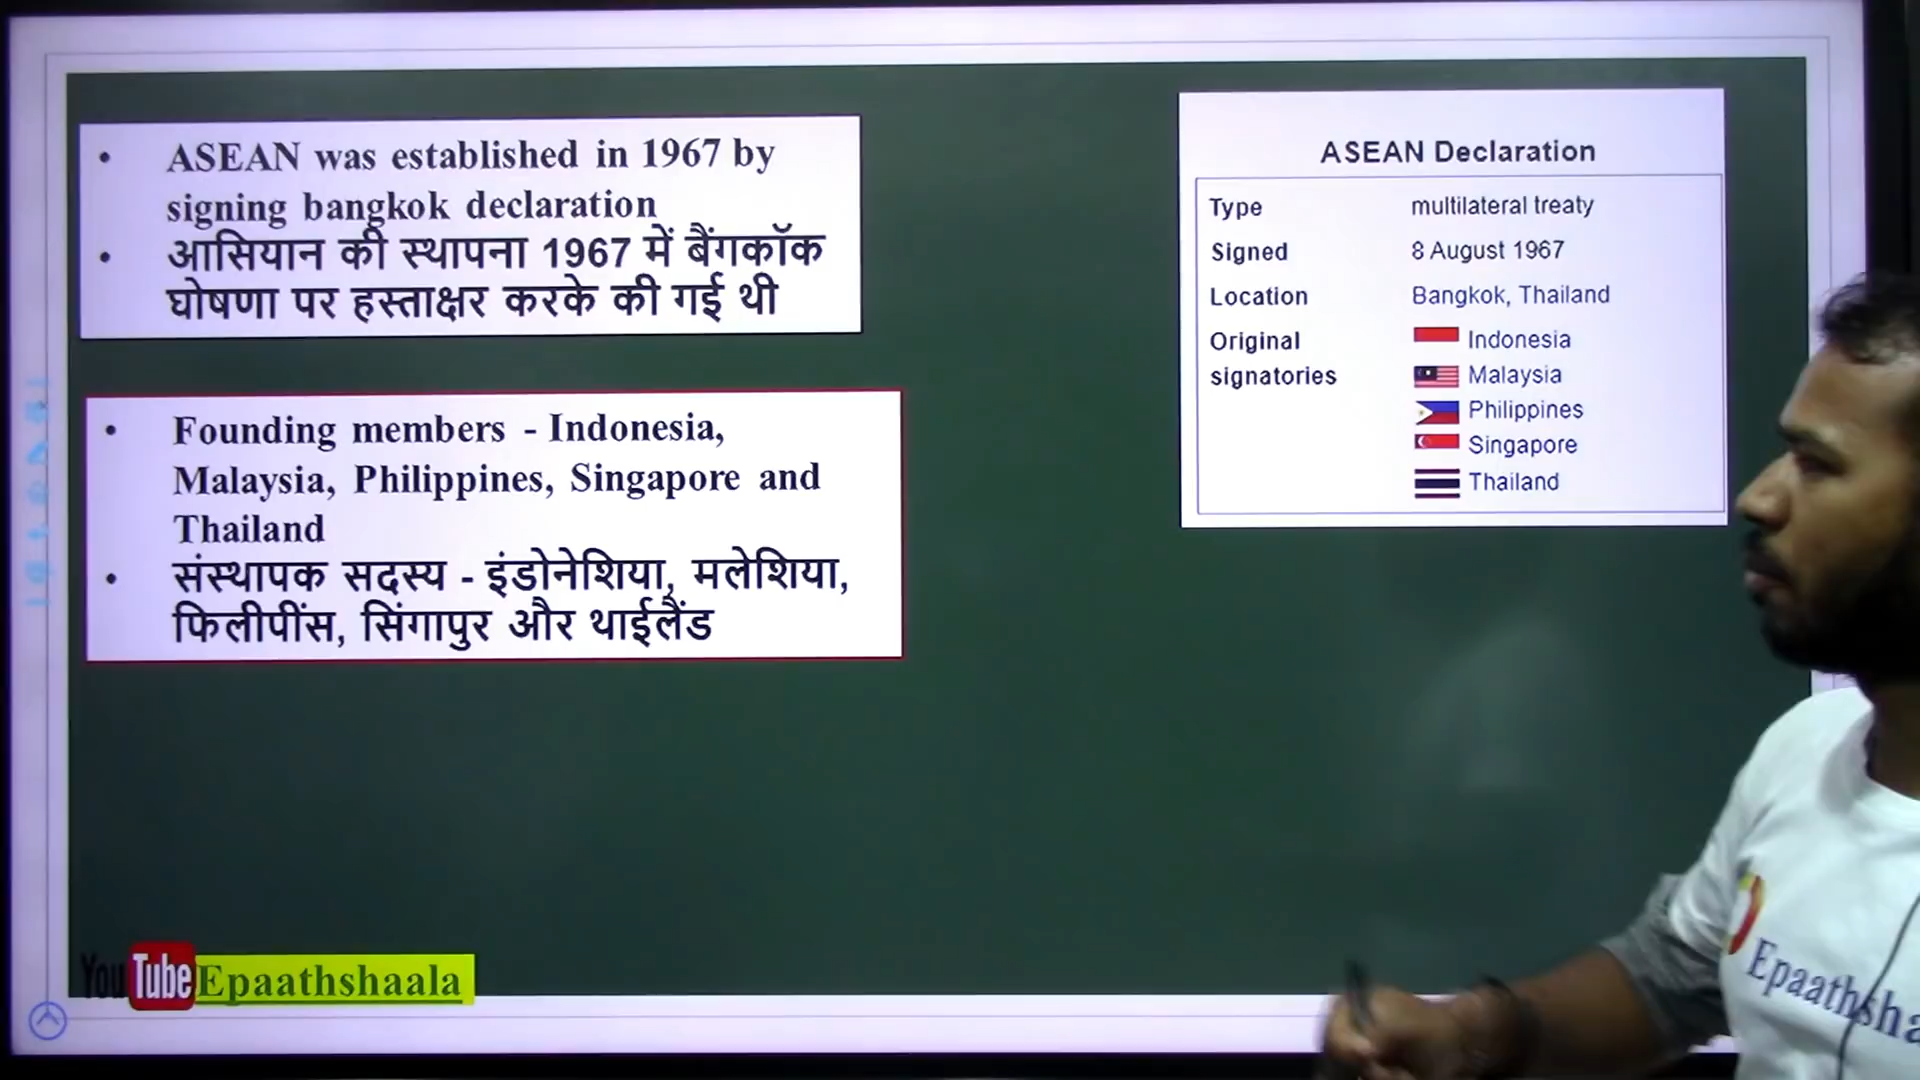 • ASEAN was established in 1967 by
signing bangkok declaration
• आसियान की स्थापना 1967 में बैंगकॉक
घोषणा पर हस्ताक्षर करके की गई थी
• Founding members - Indonesia,
Malaysia, Philippines, Singapore and
Thailand
• संस्थापक सदस्य - इंडोनेशिया, मलेशिया,
फिलीपींस, सिंगापुर और थाईलैंड
ASEAN Declaration
Type multilateral treaty
Signed 8 August 1967
Location Bangkok, Thailand
Original Indonesia
signatories Malaysia
Philippines
Singapore
Thailand
YouTube Epaathshaala
Epaathsha